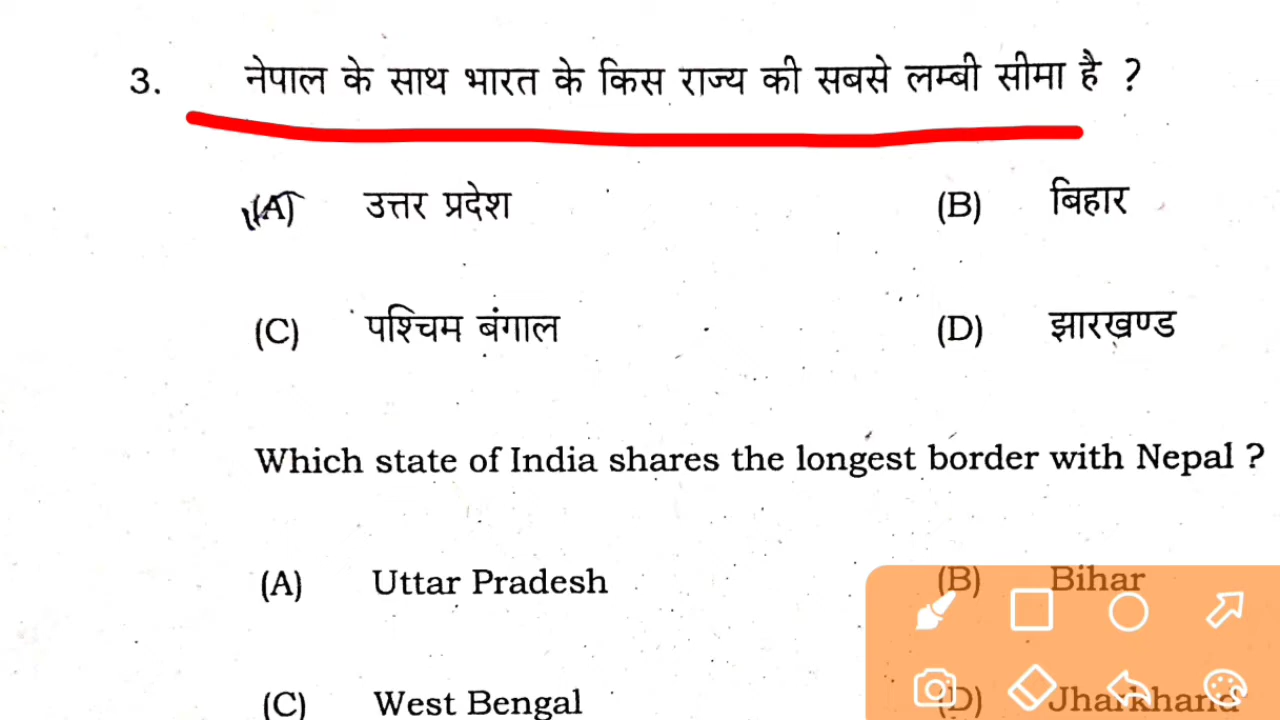 3. नेपाल के साथ भारत के किस राज्य की सबसे लम्बी सीमा है ?
(A) उत्तर प्रदेश (B) बिहार
(C) पश्चिम बंगाल (D) झारखण्ड
Which state of India shares the longest border with Nepal ?
(A) Uttar Pradesh (B) Bihar
(C) West Bengal (D) Jharkhand